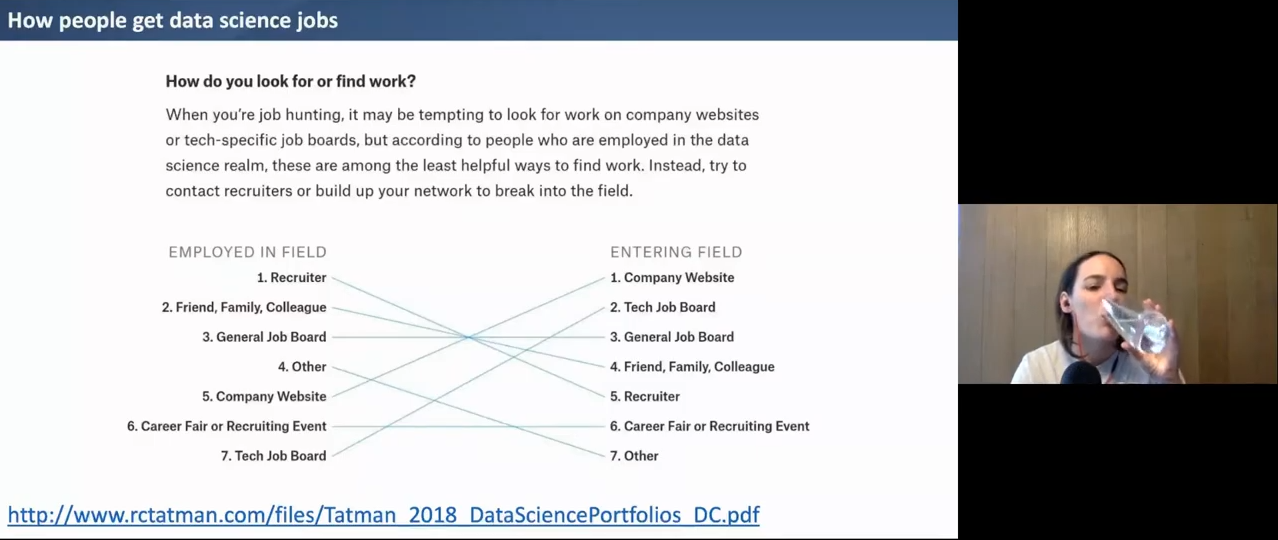 How people get data science jobs
How do you look for or find work?
When you're job hunting, it may be tempting to look for work on company websites
or tech-specific job boards, but according to people who are employed in the data
science realm, these are among the least helpful ways to find work. Instead, try to
contact recruiters or build up your network to break into the field.
EMPLOYED IN FIELD
1. Recruiter
2. Friend, Family, Colleague
3. General Job Board
4. Other
5. Company Website
6. Career Fair or Recruiting Event
7. Tech Job Board
ENTERING FIELD
1. Company Website
2. Tech Job Board
3. General Job Board
4. Friend, Family, Colleague
5. Recruiter
6. Career Fair or Recruiting Event
7. Other
http://www.rctatman.com/files/Tatman_2018_DataSciencePortfolios_DC.pdf